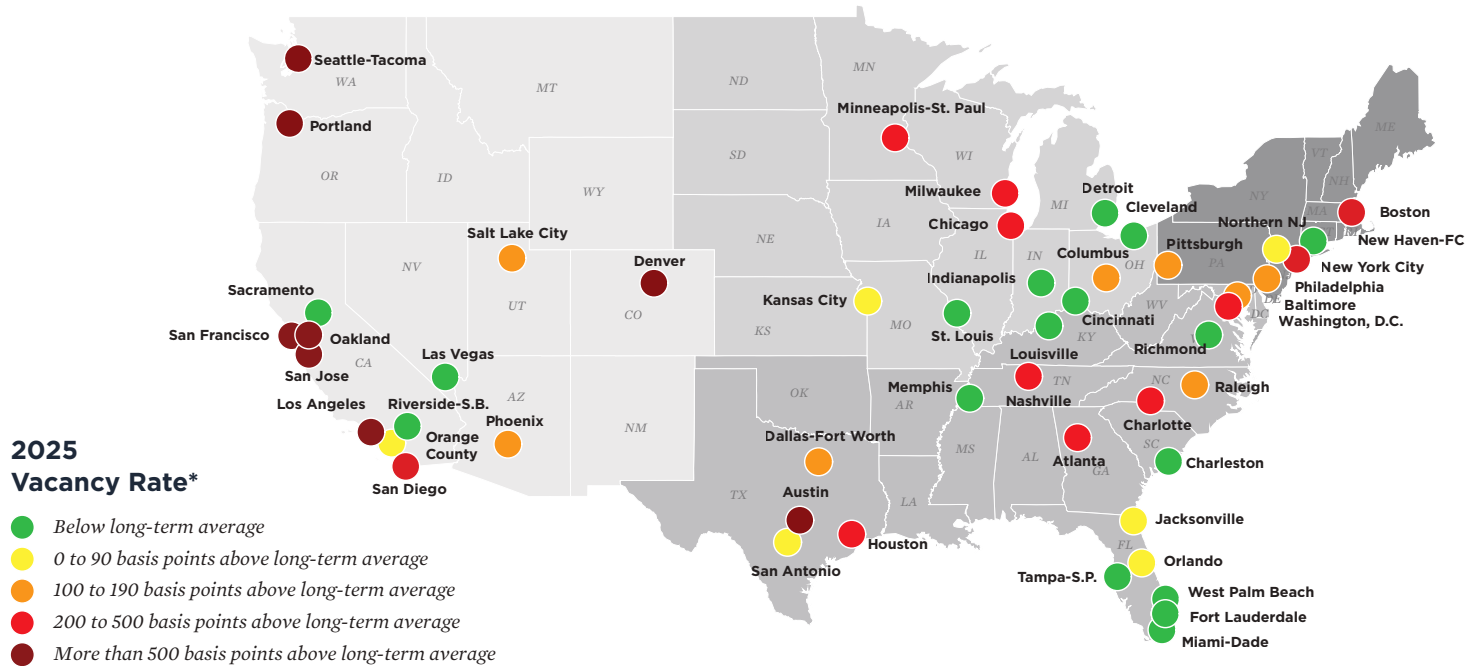 Seattle-Tacoma
WA
MT
ND
MN
Portland
Minneapolis-St. Paul
ME
OR
ID
SD
WI
VT
NH
WY
Milwaukee
MI
Detroit
Cleveland
NY
MA
Boston
Chicago
IA
Northern NJ
RI
New Haven-FC
Salt Lake City
NE
Columbus
Pittsburgh
NV
Denver
IL
IN
OH
PA
New York City
Indianapolis
Philadelphia
Sacramento
UT
Kansas City
WV
DE
Baltimore
San Francisco
Oakland
CO
KS
MO
DC
Washington, D.C.
Cincinnati
St. Louis
KY
Richmond
CA
Las Vegas
Louisville
San Jose
TN
NC
Raleigh
Los Angeles
Riverside-S.B.
AZ
OK
Memphis
Nashville
AR
Phoenix
NM
Charlotte
Orange
County
Dallas-Fort Worth
MS
AL
Atlanta
GA
SC
Charleston
San Diego
TX
Austin
LA
Jacksonville
Houston
FL
San Antonio
Orlando
Tampa-S.P.
West Palm Beach
Fort Lauderdale
Miami-Dade
2025
Vacancy Rate*
Below long-term average
0 to 90 basis points above long-term average
100 to 190 basis points above long-term average
200 to 500 basis points above long-term average
More than 500 basis points above long-term average